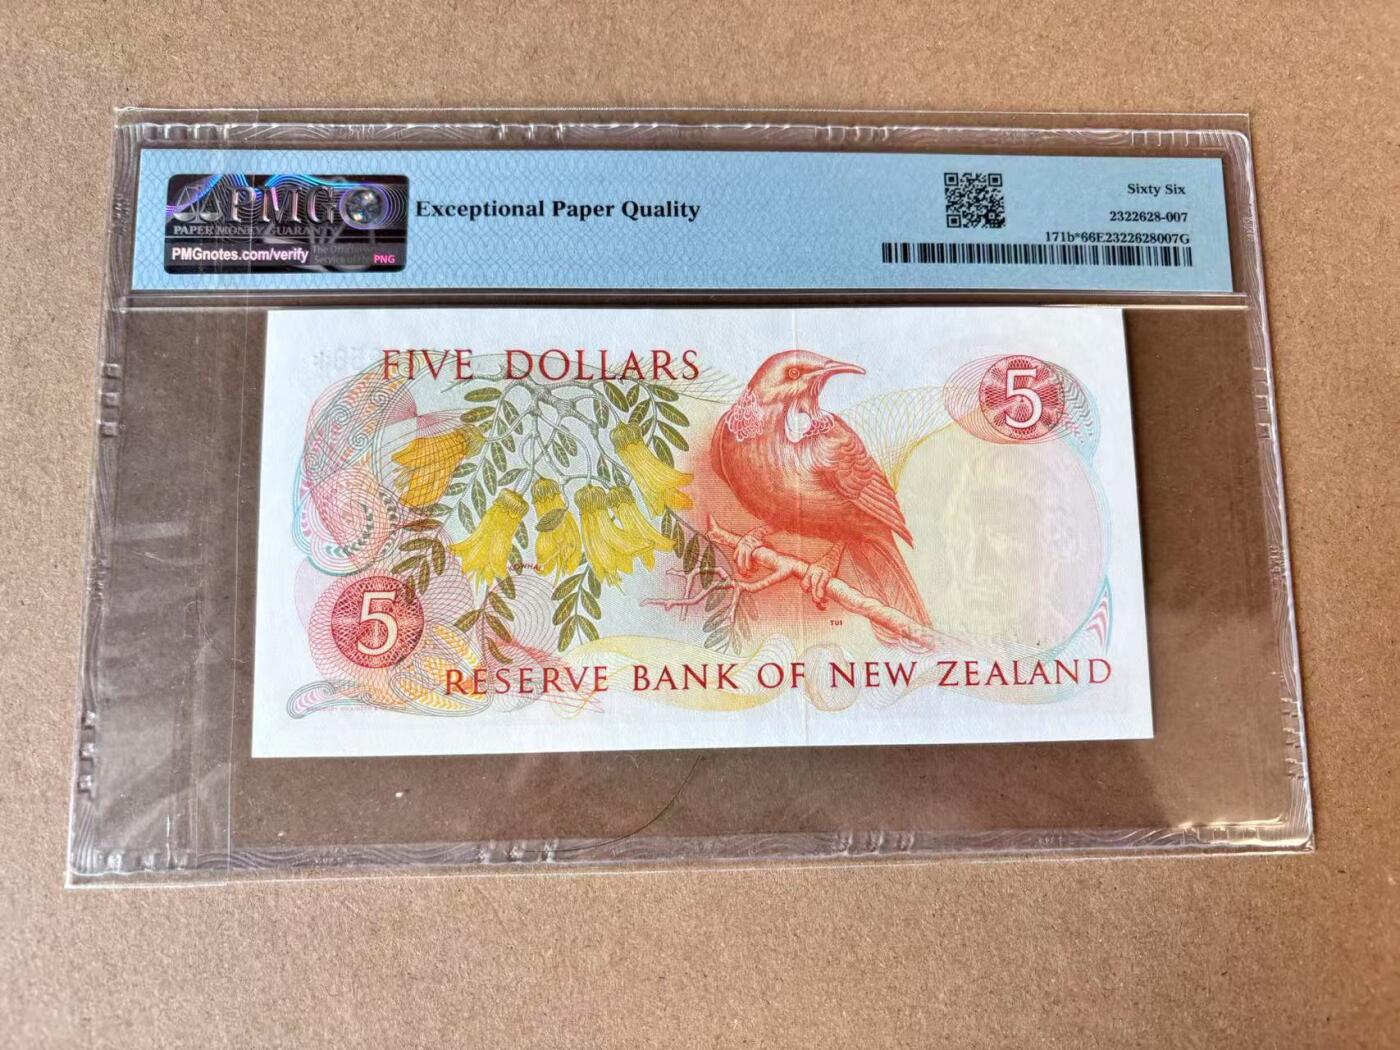 PMG
PAPER MONEY GUARANTY
PMGnotes.com/verify
PNG
Exceptional Paper Quality
Sixty Six
2322628-007
171b*66E2322628007G
FIVE DOLLARS
5
KOWHAI
TUI
5
RESERVE BANK OF NEW ZEALAND